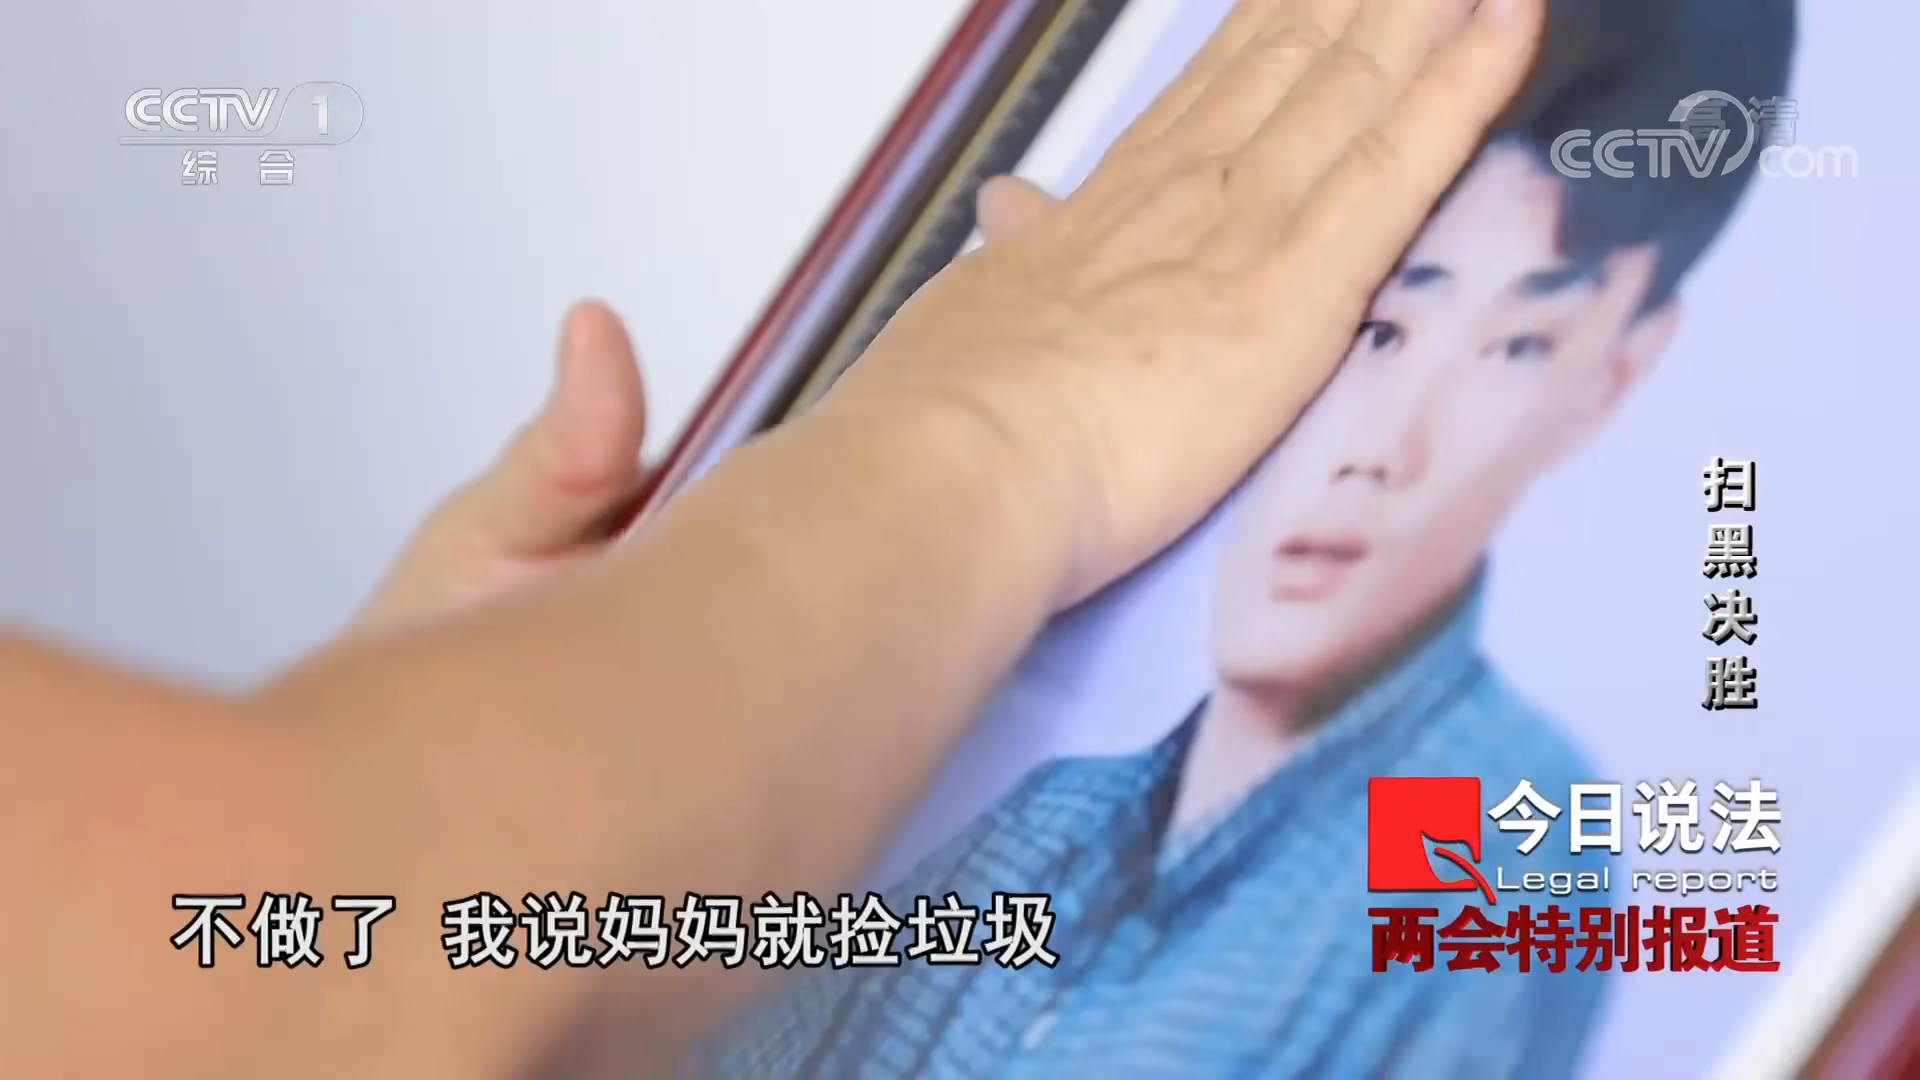 CCTV 1
综合
高清
CCTV.com
扫黑决胜
今日说法
Legal report
两会特别报道
不做了 我说妈妈就捡垃圾